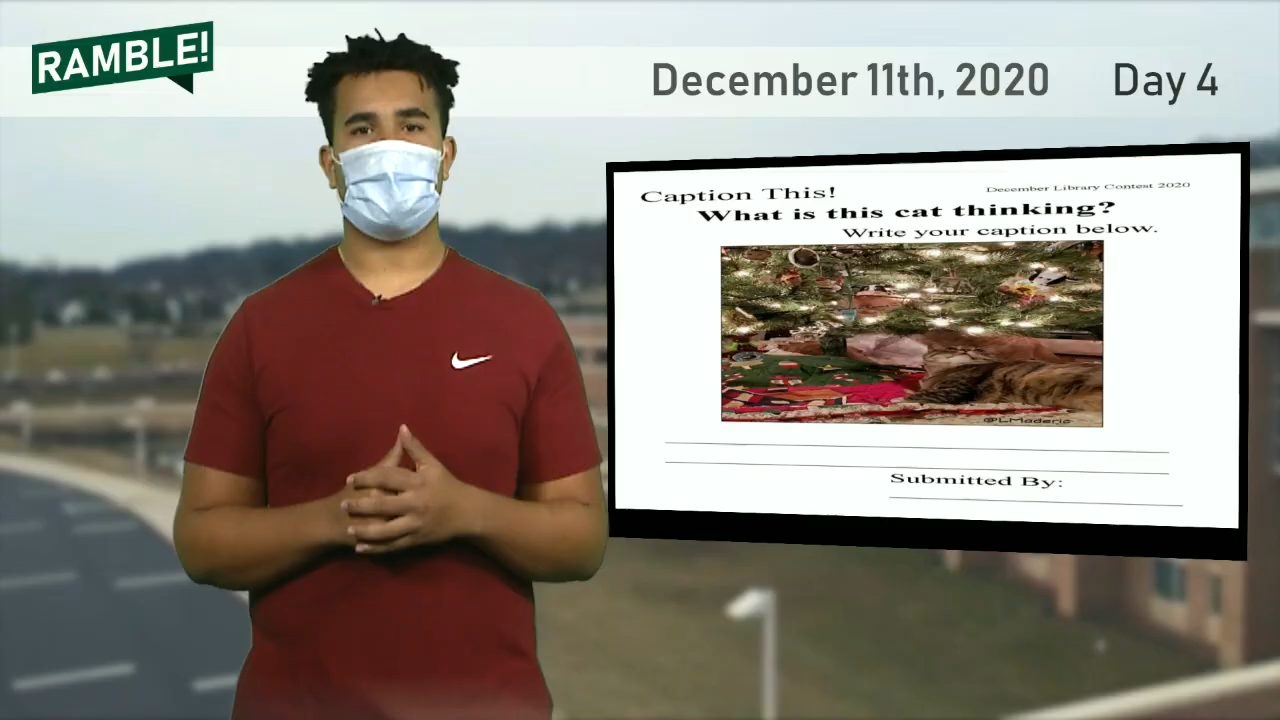 RAMBLE!
December 11th, 2020 Day 4
Caption This!
December Library Contest 2020
What is this cat thinking?
Write your caption below.
@LMaderic
Submitted By: